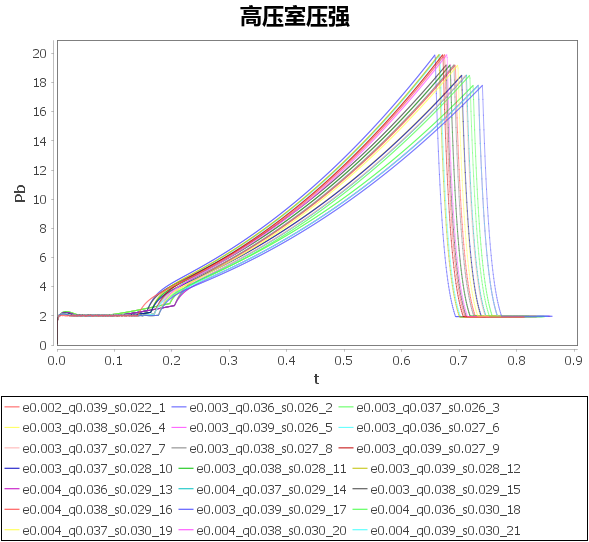 高压室压强
20
18
16
14
12
10
8
6
4
2
0
Pb
0.0 0.1 0.2 0.3 0.4 0.5 0.6 0.7 0.8 0.9
t
e0.002_q0.039_s0.022_1 e0.003_q0.036_s0.026_2 e0.003_q0.037_s0.026_3
e0.003_q0.038_s0.026_4 e0.003_q0.039_s0.026_5 e0.003_q0.036_s0.027_6
e0.003_q0.037_s0.027_7 e0.003_q0.038_s0.027_8 e0.003_q0.039_s0.027_9
e0.003_q0.037_s0.028_10 e0.003_q0.038_s0.028_11 e0.003_q0.039_s0.028_12
e0.004_q0.036_s0.029_13 e0.004_q0.037_s0.029_14 e0.003_q0.038_s0.029_15
e0.004_q0.038_s0.029_16 e0.003_q0.039_s0.029_17 e0.004_q0.036_s0.030_18
e0.004_q0.037_s0.030_19 e0.004_q0.038_s0.030_20 e0.004_q0.039_s0.030_21